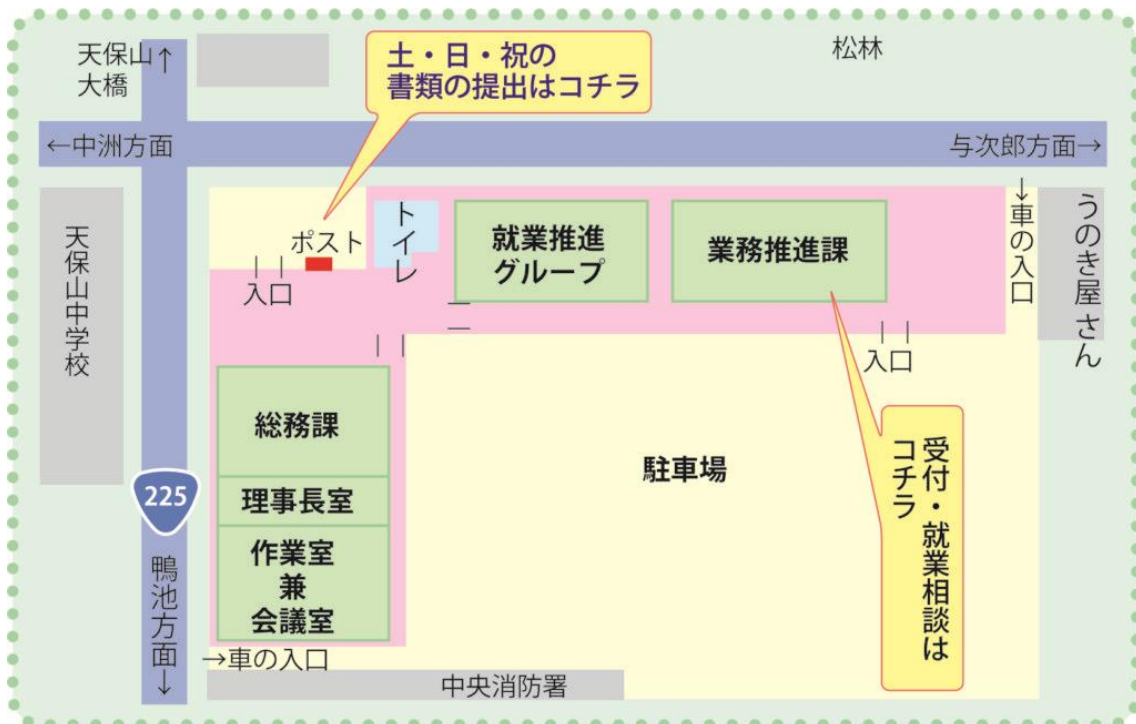 天保山↑
大橋
土・日・祝の
書類の提出はコチラ
松林
←中洲方面
与次郎方面→
天保山中学校
ポスト
入口
トイレ
就業推進
グループ
業務推進課
→車の入口
うのき屋さん
入口
総務課
理事長室
作業室
兼
会議室
駐車場
受付・就業相談は
コチラ
225
鴨池方面→
→車の入口
中央消防署